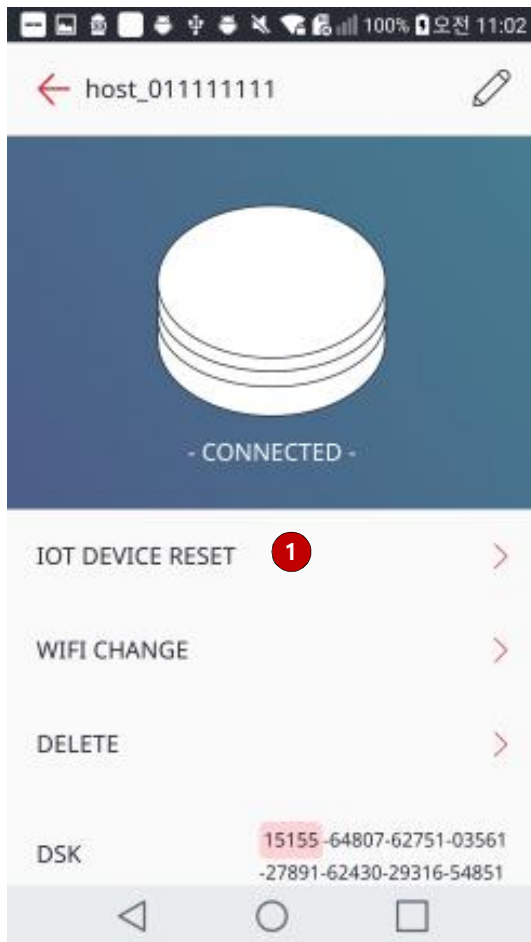 100% 오전 11:02
host_011111111
- CONNECTED -
IOT DEVICE RESET 1
WIFI CHANGE
DELETE
DSK 15155-64807-62751-03561
-27891-62430-29316-54851